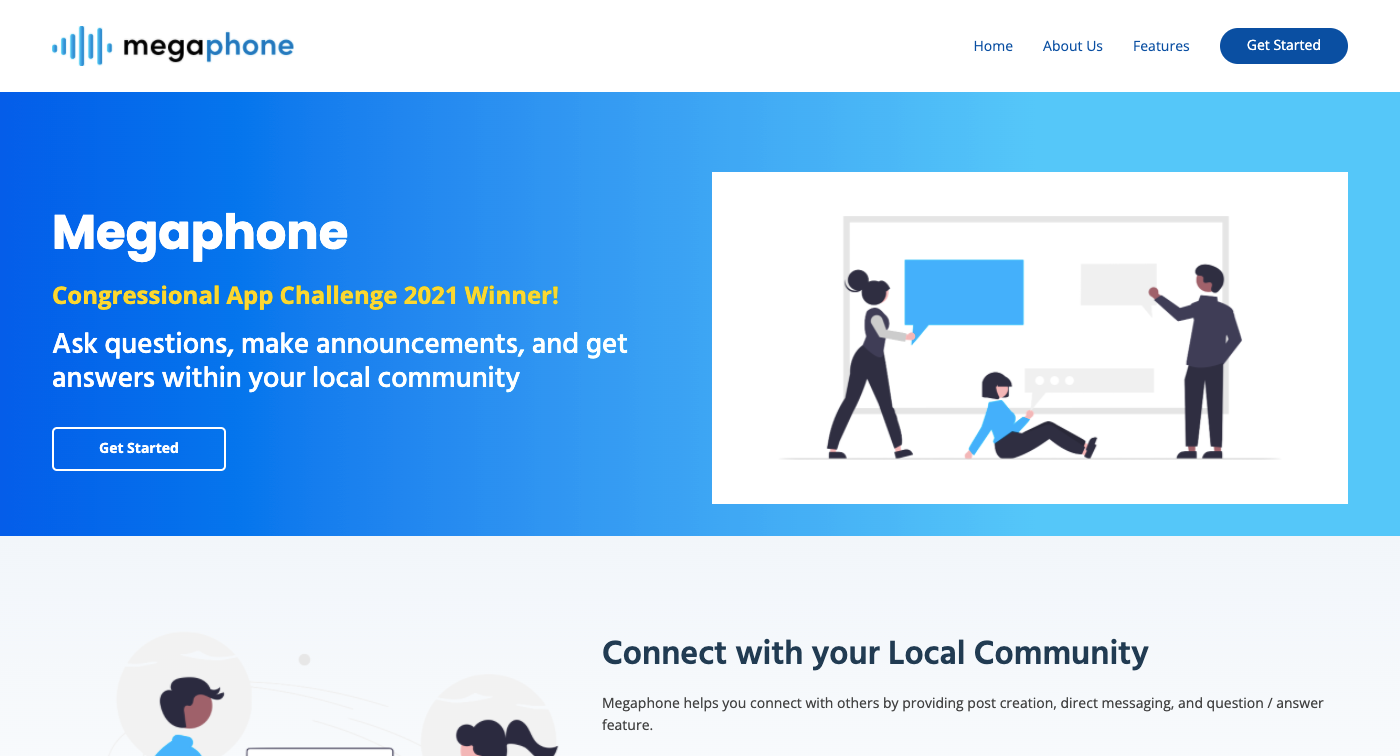 megaphone
Home
About Us
Features
Get Started
Megaphone
Congressional App Challenge 2021 Winner!
Ask questions, make announcements, and get
answers within your local community
Get Started
Connect with your Local Community
Megaphone helps you connect with others by providing post creation, direct messaging, and question / answer
feature.